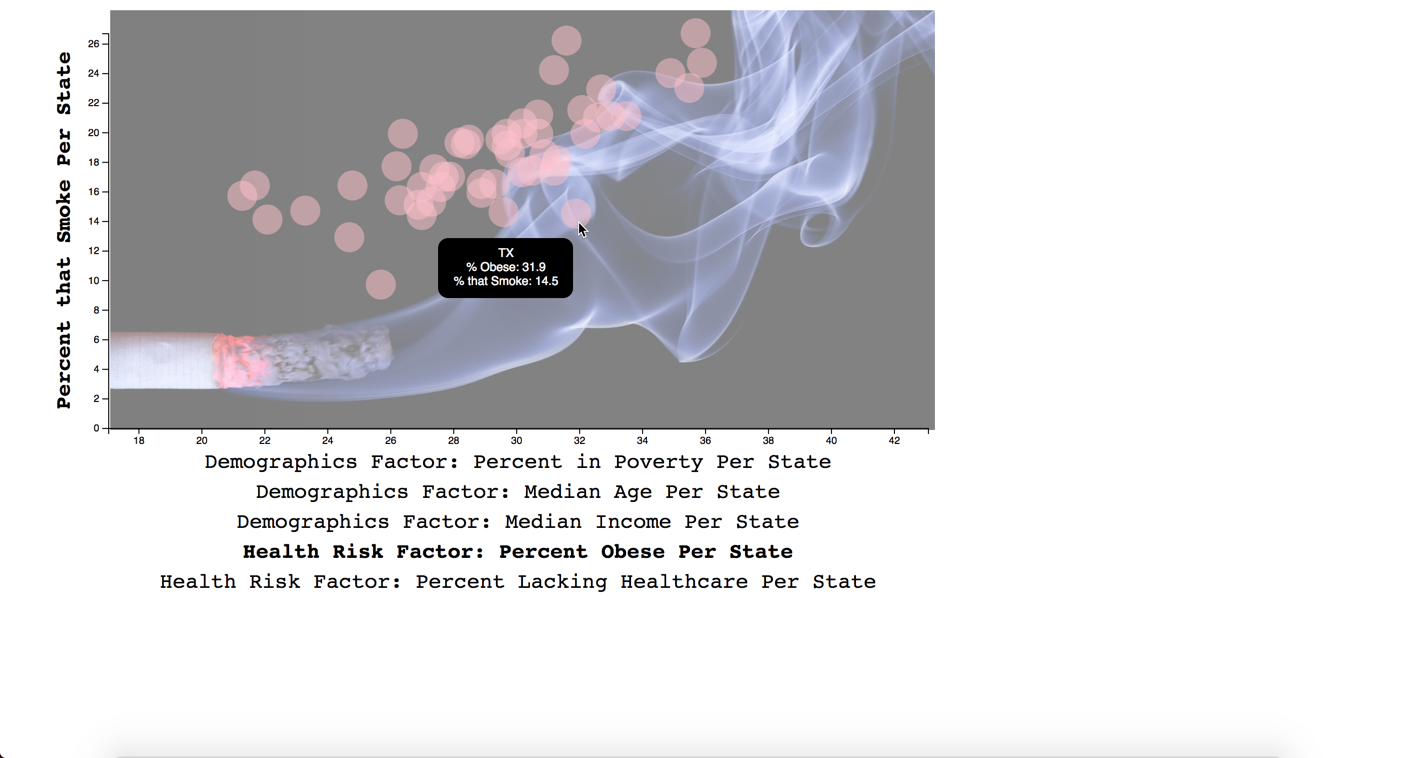 Percent that Smoke Per State
26
24
22
20
18
16
14
12
10
8
6
4
2
0
TX
% Obese: 31.9
% that Smoke: 14.5
18 20 22 24 26 28 30 32 34 36 38 40 42
Demographics Factor: Percent in Poverty Per State
Demographics Factor: Median Age Per State
Demographics Factor: Median Income Per State
Health Risk Factor: Percent Obese Per State
Health Risk Factor: Percent Lacking Healthcare Per State